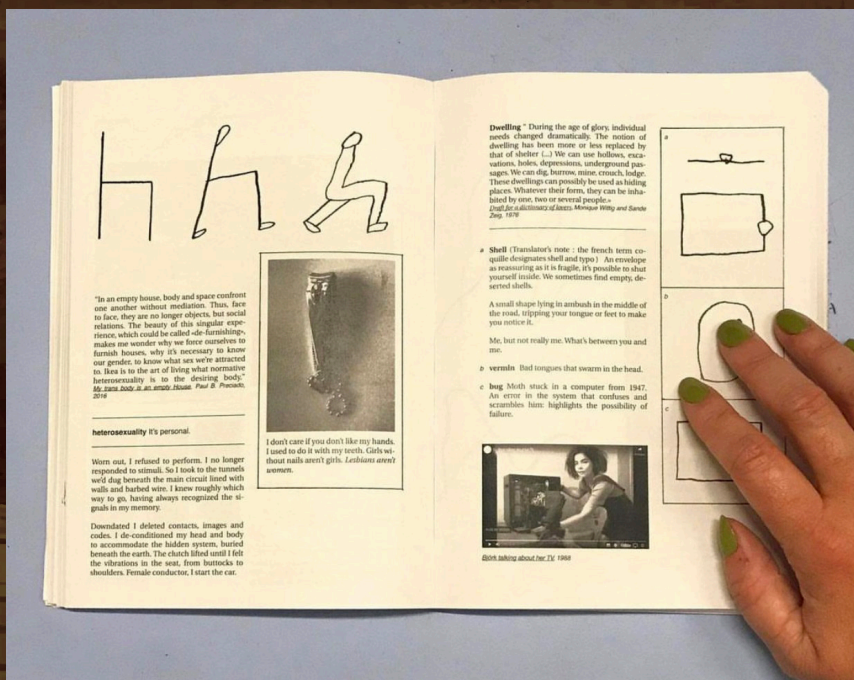 "In an empty house, body and space confront
one another without mediation. Thus, face
to face, they are no longer objects, but social
relations. The beauty of this singular expe-
rience, which could be called «de-furnishing»,
makes me wonder why we force ourselves to
furnish houses, why it's necessary to know
our gender, to know what sex we're attracted
to. Ikea is to the art of living what normative
heterosexuality is to the desiring body."
My trans body is an empty House, Paul B. Preciado,
2016
heterosexuality It's personal.
Worn out, I refused to perform. I no longer
responded to stimuli. So I took to the tunnels
we'd dug beneath the main circuit lined with
walls and barbed wire. I knew roughly which
way to go, having always recognized the si-
gnals in my memory.
Downdated I deleted contacts, images and
codes. I de-conditioned my head and body
to accommodate the hidden system, buried
beneath the earth. The clutch lifted until I felt
the vibrations in the seat, from buttocks to
shoulders. Female conductor, I start the car.
I don't care if you don't like my hands.
I used to do it with my teeth. Girls wi-
thout nails aren't girls. Lesbians aren't
women.
Dwelling " During the age of glory, individual
needs changed dramatically. The notion of
dwelling has been more or less replaced by
that of shelter (...) We can use hollows, exca-
vations, holes, depressions, underground pas-
sages. We can dig, burrow, mine, crouch, lodge.
These dwellings can possibly be used as hiding
places. Whatever their form, they can be inha-
bited by one, two or several people.»
Draft for a dictionary of lovers, Monique Wittig and Sande
Zeig, 1976
a Shell (Translator's note : the french term co-
quille designates shell and typo) An envelope
as reassuring as it is fragile, it's possible to shut
yourself inside. We sometimes find empty, de-
serted shells.
A small shape lying in ambush in the middle of
the road, tripping your tongue or feet to make
you notice it.
Me, but not really me. What's between you and
me.
b vermin Bad tongues that swarm in the head.
c bug Moth stuck in a computer from 1947.
An error in the system that confuses and
scrambles him: highlights the possibility of
failure.
Björk talking about her TV, 1988
a
b
c